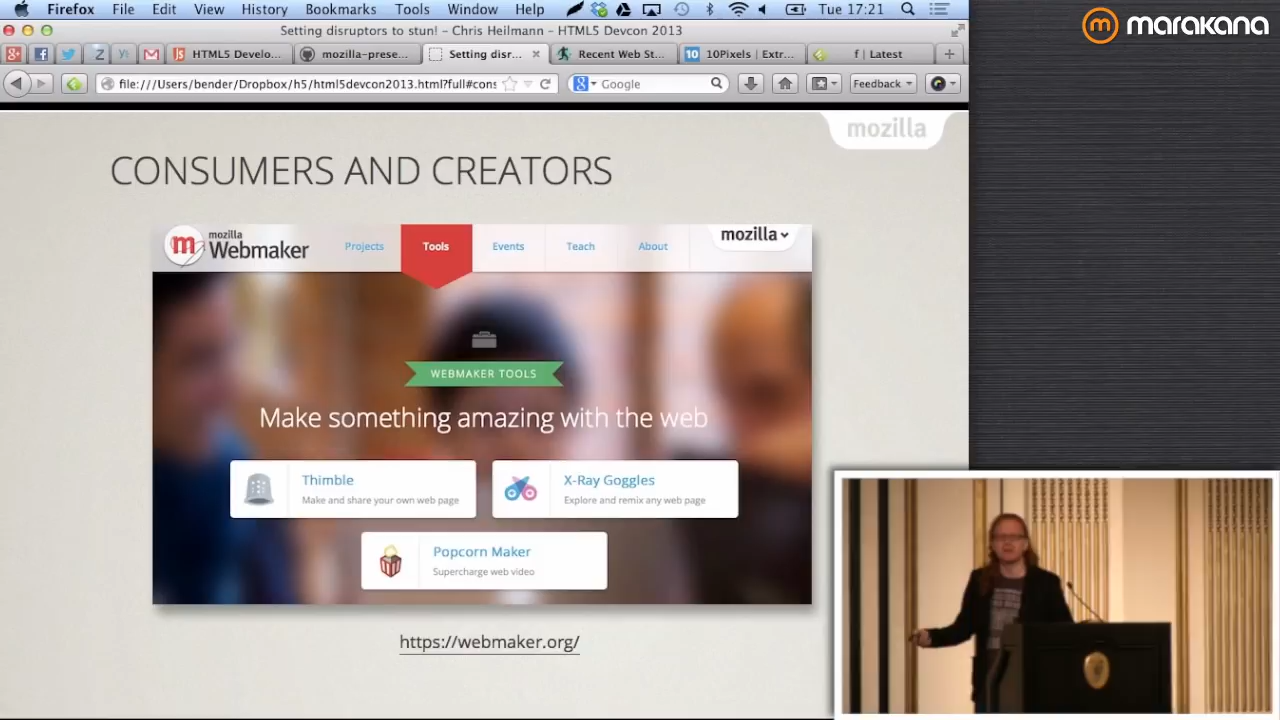 Firefox File Edit View History Bookmarks Tools Window Help Tue 17:21
marakana
Setting disruptors to stun! - Chris Heilmann - HTML5 Devcon 2013
HTML5 Develo... mozilla-prese... Setting disr... Recent Web St... 10Pixels | Extr... f | Latest
file:///Users/bender/Dropbox/h5/html5devcon2013.html?full#cons Google Feedback
mozilla
CONSUMERS AND CREATORS
mozilla
Webmaker
Projects Tools Events Teach About mozilla
WEBMAKER TOOLS
Make something amazing with the web
Thimble
Make and share your own web page
X-Ray Goggles
Explore and remix any web page
Popcorn Maker
Supercharge web video
https://webmaker.org/